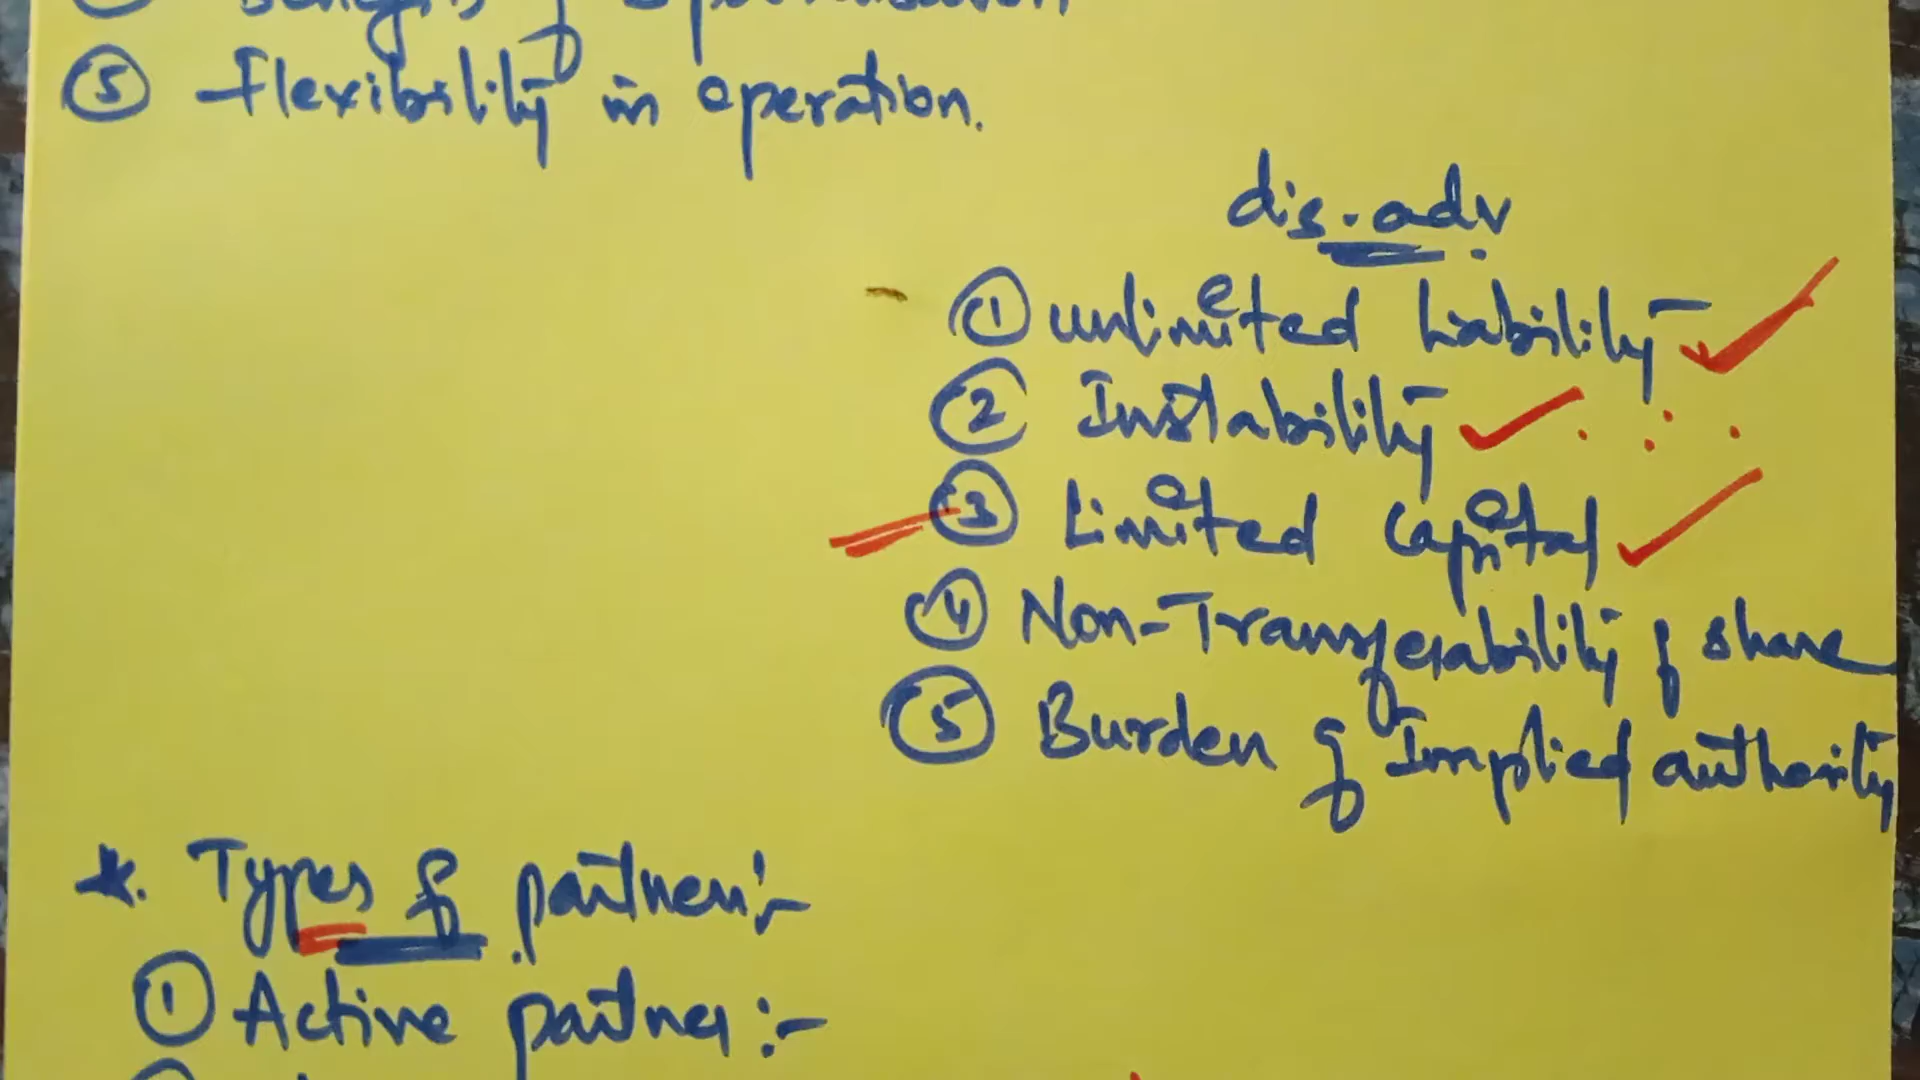 ⑤ Flexibility in operation.
dis.adv
① unlimited Liability
② Instability
③ Limited Capital
④ Non-Transferability of share
⑤ Burden of Implied authority
*. Types of partner:-
① Active partner:-